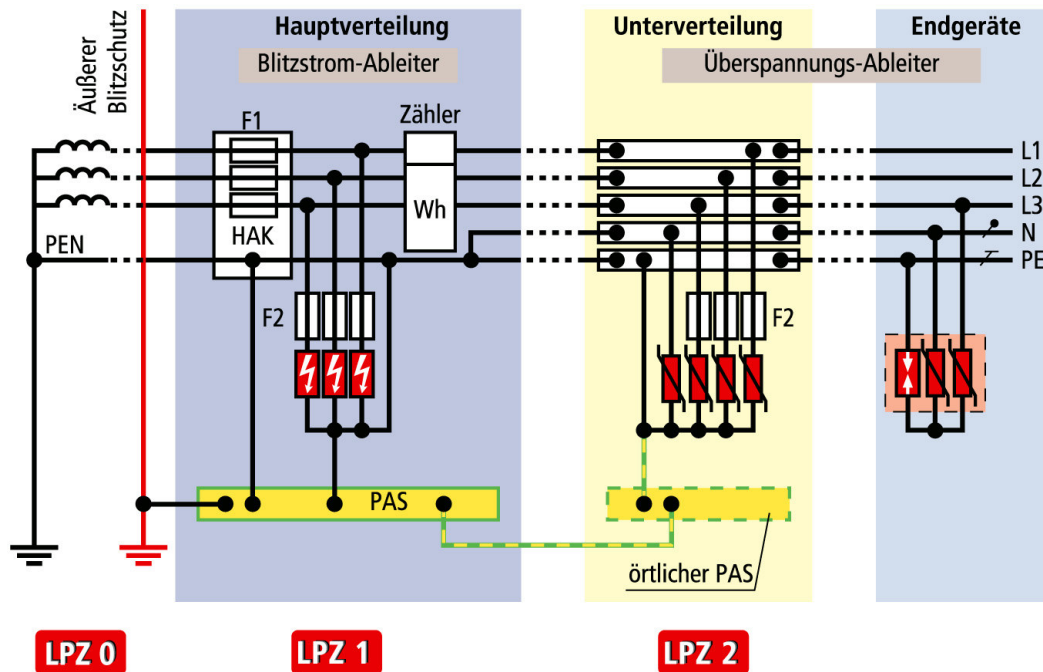 Äußerer
Blitzschutz
Hauptverteilung
Blitzstrom-Ableiter
Unterverteilung
Endgeräte
Überspannungs-Ableiter
F1
Zähler
L1
L2
L3
Wh
HAK
N
PEN
PE
F2
F2
PAS
örtlicher PAS
LPZ 0
LPZ 1
LPZ 2